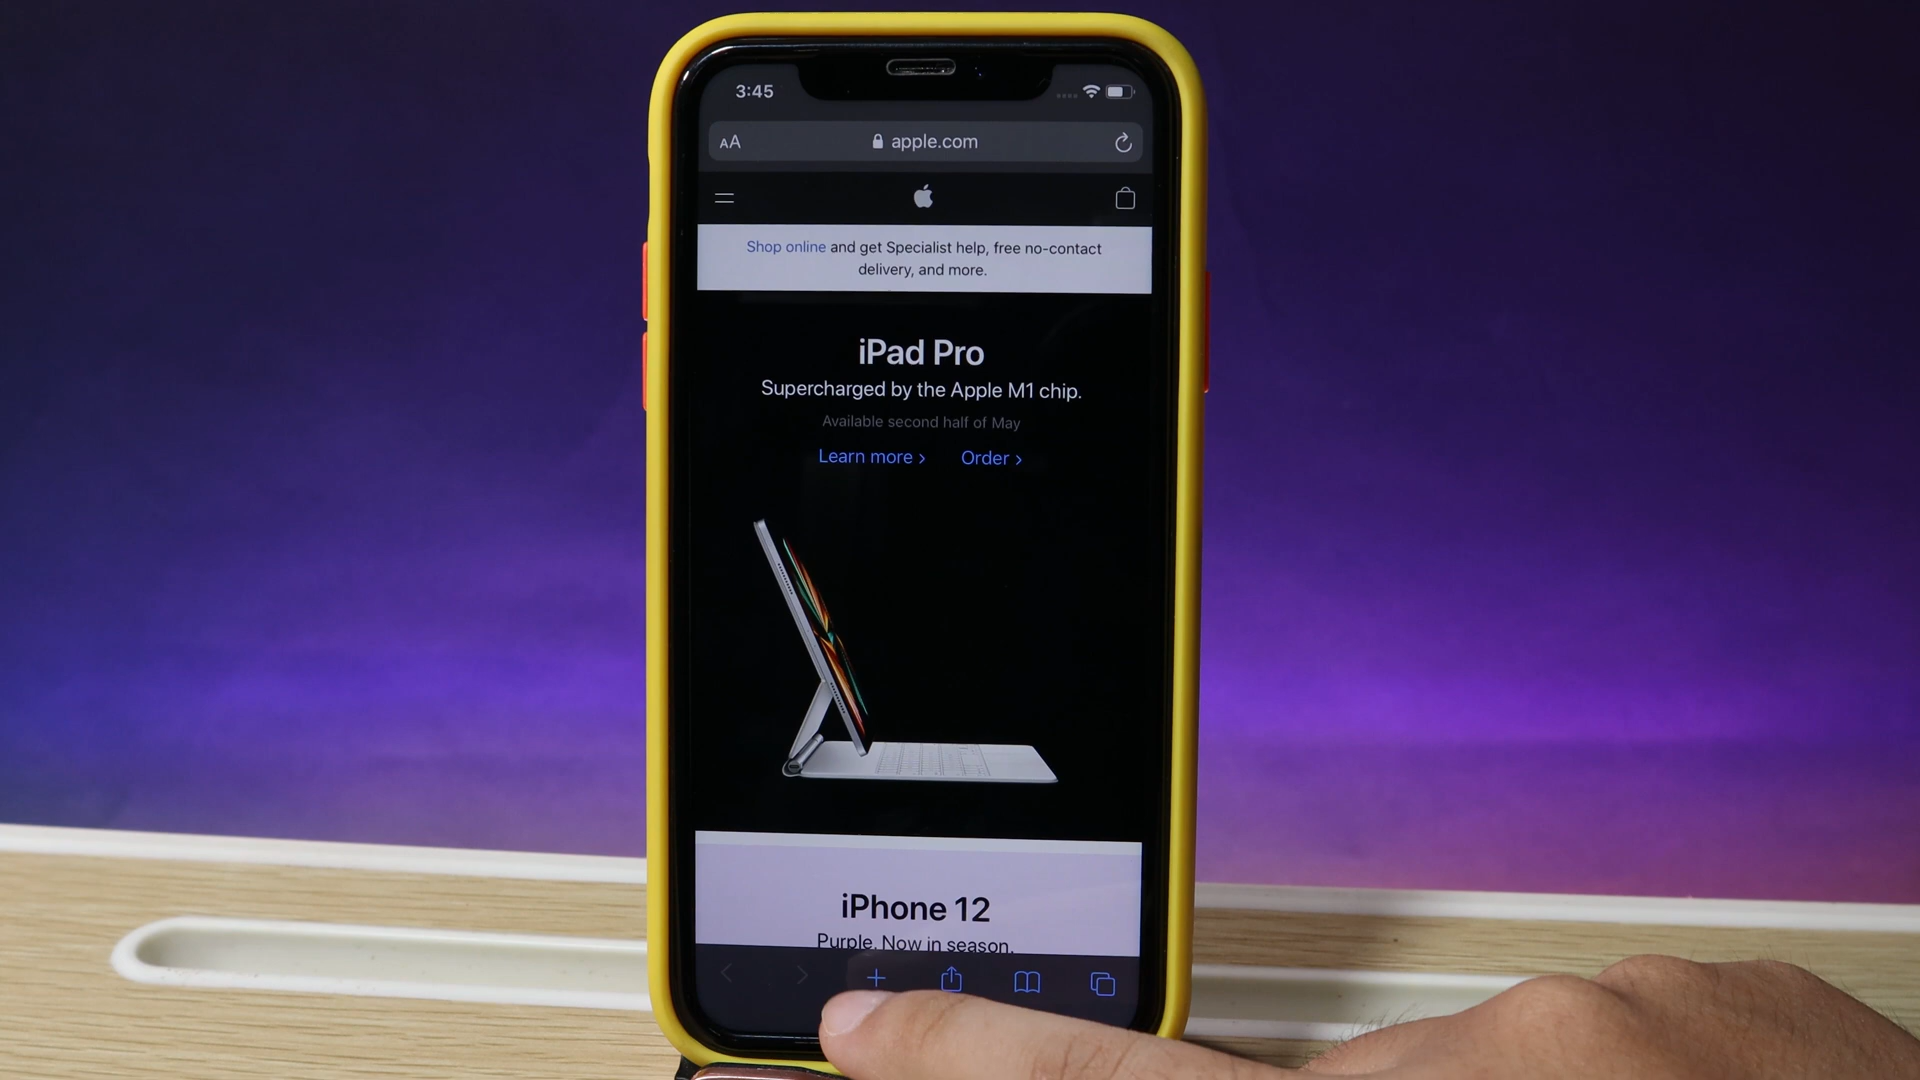 3:45
AA apple.com
Shop online and get Specialist help, free no-contact
delivery, and more.
iPad Pro
Supercharged by the Apple M1 chip.
Available second half of May
Learn more > Order >
iPhone 12
Purple. Now in season.